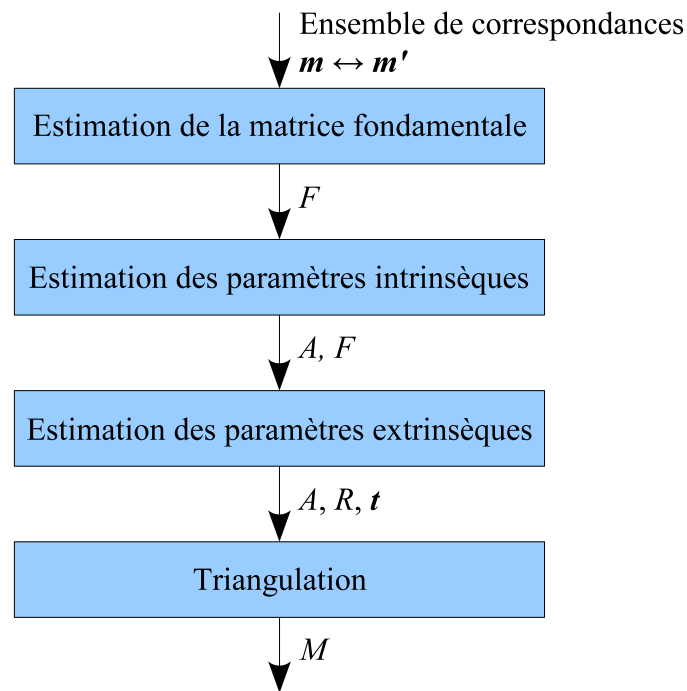 Ensemble de correspondances
m ↔ m'
Estimation de la matrice fondamentale
F
Estimation des paramètres intrinsèques
A, F
Estimation des paramètres extrinsèques
A, R, t
Triangulation
M